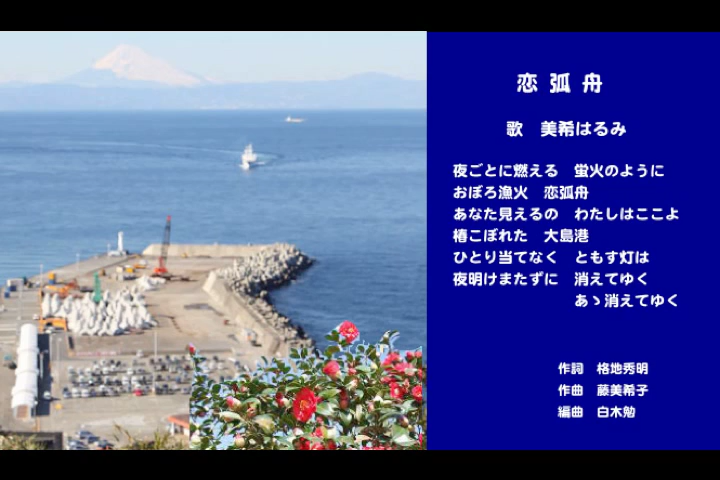 恋弧舟
歌　美希はるみ
夜ごとに燃える　蛍火のように
おぼろ漁火　恋弧舟
あなた見えるの　わたしはここよ
椿こぼれた　大島港
ひとり当てなく　ともす灯は
夜明けまたずに　消えてゆく
あゝ消えてゆく
作詞　格地秀明
作曲　藤美希子
編曲　白木勉